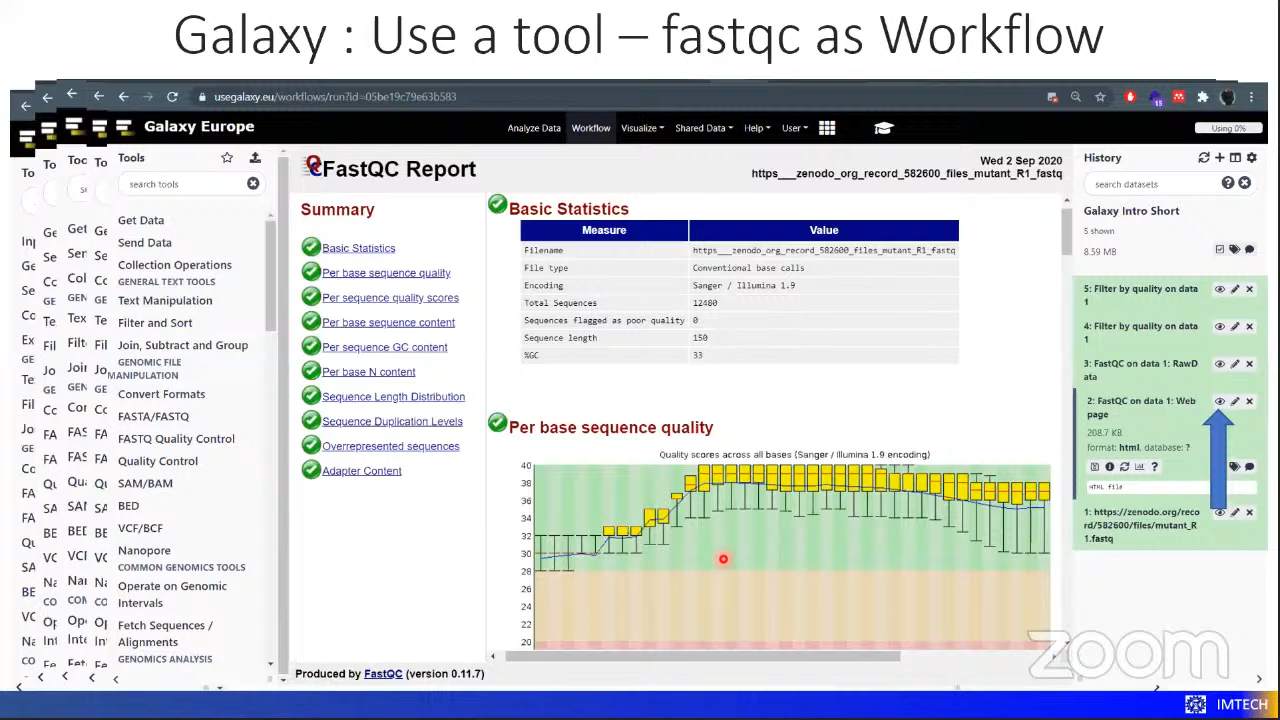 Galaxy : Use a tool – fastqc as Workflow
usegalaxy.eu/workflows/run?id=05be19c79e63b583
15
Galaxy Europe
Analyze Data
Workflow
Visualize
Shared Data
Help
User
Using 0%
Tools
search tools
Get Data
Send Data
Collection Operations
GENERAL TEXT TOOLS
Text Manipulation
Filter and Sort
Join, Subtract and Group
GENOMIC FILE
MANIPULATION
Convert Formats
FASTA/FASTQ
FASTQ Quality Control
Quality Control
SAM/BAM
BED
VCF/BCF
Nanopore
COMMON GENOMICS TOOLS
Operate on Genomic
Intervals
Fetch Sequences /
Alignments
GENOMICS ANALYSIS
FastQC Report
Wed 2 Sep 2020
https___zenodo_org_record_582600_files_mutant_R1_fastq
Summary
Basic Statistics
Per base sequence quality
Per sequence quality scores
Per base sequence content
Per sequence GC content
Per base N content
Sequence Length Distribution
Sequence Duplication Levels
Overrepresented sequences
Adapter Content
Basic Statistics
Measure Value
Filename https___zenodo_org_record_582600_files_mutant_R1_fastq
File type Conventional base calls
Encoding Sanger / Illumina 1.9
Total Sequences 12480
Sequences flagged as poor quality 0
Sequence length 150
%GC 33
Per base sequence quality
Quality scores across all bases (Sanger / Illumina 1.9 encoding)
40
38
36
34
32
30
28
26
24
22
20
Produced by FastQC (version 0.11.7)
History
search datasets
Galaxy Intro Short
5 shown
8.59 MB
5: Filter by quality on data
1
4: Filter by quality on data
1
3: FastQC on data 1: RawD
ata
2: FastQC on data 1: Web
page
208.7 KB
format: html, database: ?
HTML file
1: https://zenodo.org/reco
rd/582600/files/mutant_R
1.fastq
zoom
IMTECH